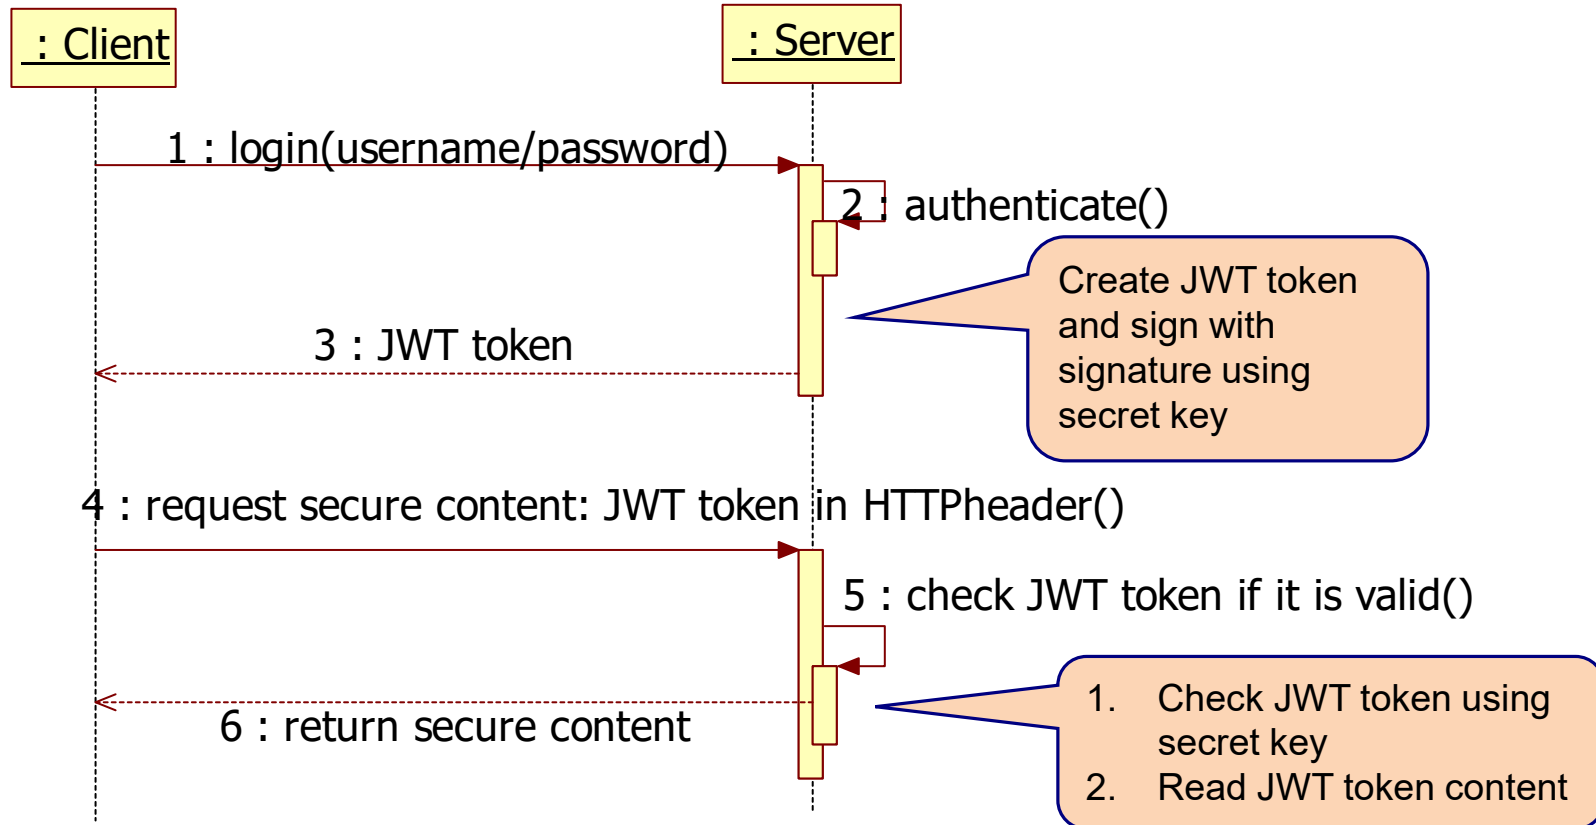 : Client
: Server
1 : login(username/password)
2 : authenticate()
Create JWT token
and sign with
signature using
secret key
3 : JWT token
4 : request secure content: JWT token in HTTPheader()
5 : check JWT token if it is valid()
1. Check JWT token using
secret key
2. Read JWT token content
6 : return secure content